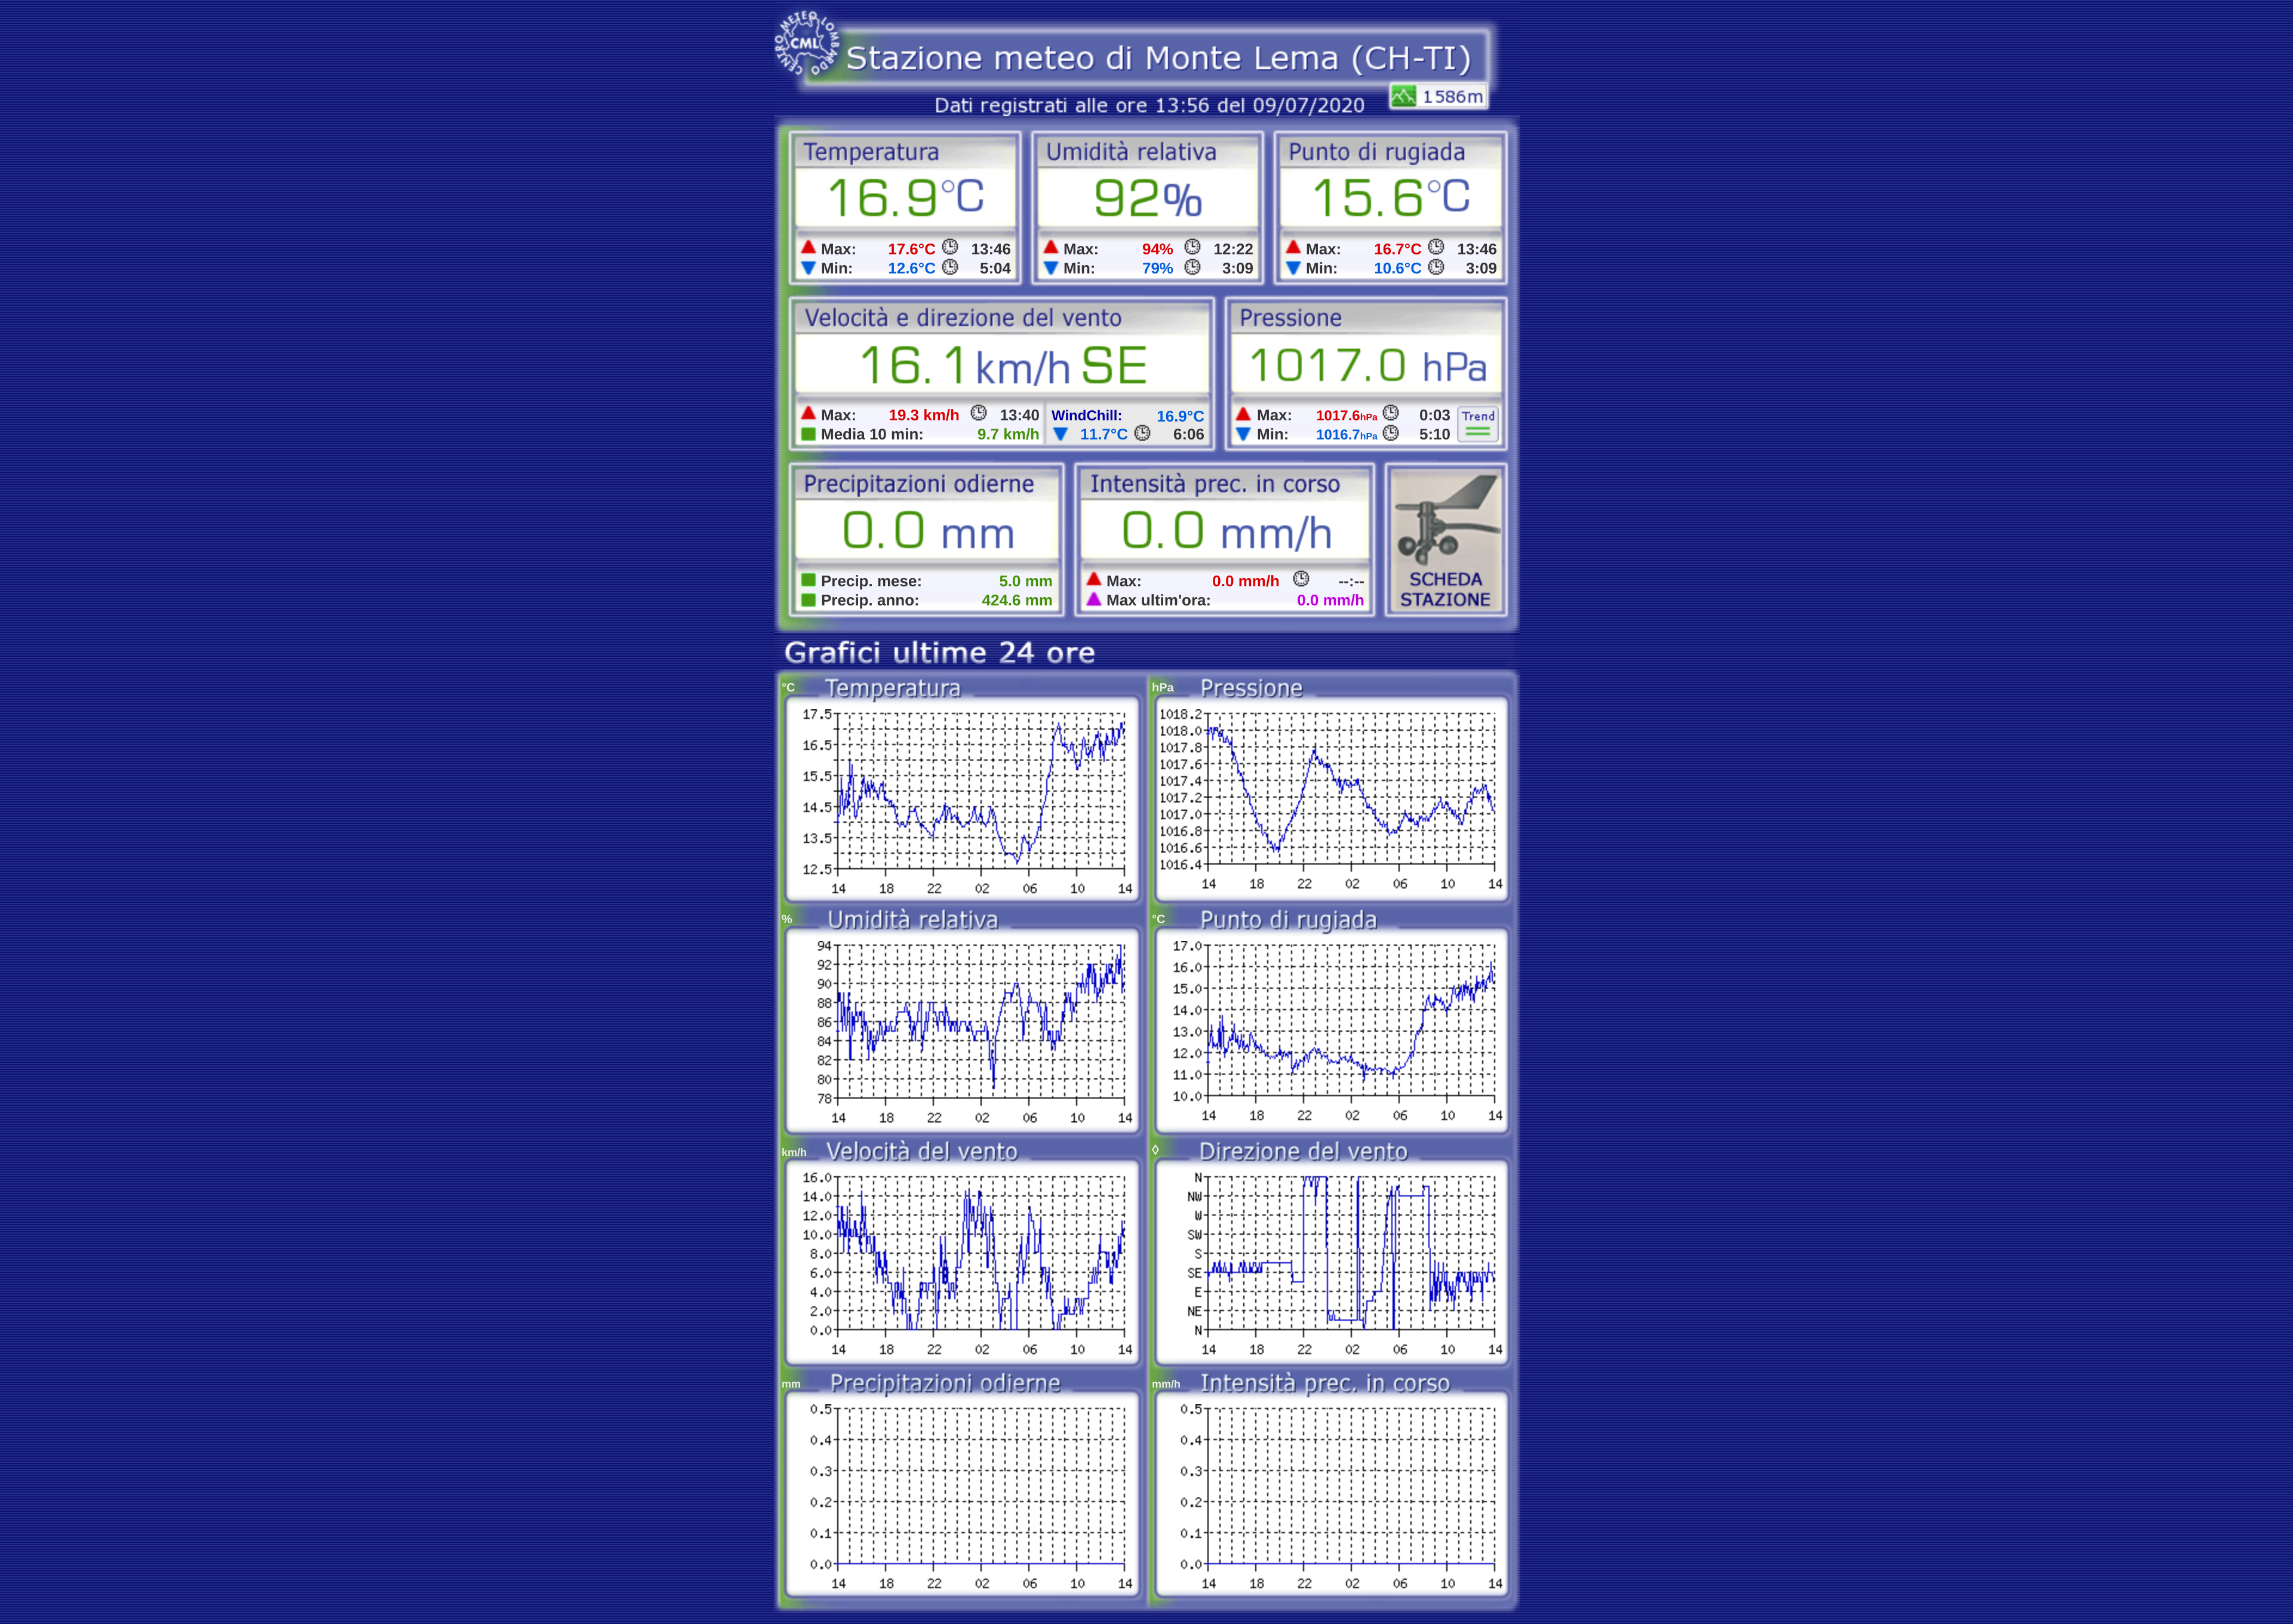 CENTRO METEO LOMBARDO
CML
Stazione meteo di Monte Lema (CH-TI)
1586m
Dati registrati alle ore 13:56 del 09/07/2020
Temperatura
16.9°C
Max: 17.6°C 13:46
Min: 12.6°C 5:04
Umidità relativa
92%
Max: 94% 12:22
Min: 79% 3:09
Punto di rugiada
15.6°C
Max: 16.7°C 13:46
Min: 10.6°C 3:09
Velocità e direzione del vento
16.1 km/h SE
Max: 19.3 km/h 13:40
Media 10 min: 9.7 km/h
WindChill: 16.9°C
11.7°C 6:06
Pressione
1017.0 hPa
Max: 1017.6hPa 0:03
Min: 1016.7hPa 5:10
Trend
Precipitazioni odierne
0.0 mm
Precip. mese: 5.0 mm
Precip. anno: 424.6 mm
Intensità prec. in corso
0.0 mm/h
Max: 0.0 mm/h --:--
Max ultim'ora: 0.0 mm/h
SCHEDA
STAZIONE
Grafici ultime 24 ore
°C Temperatura
17.5
16.5
15.5
14.5
13.5
12.5
14 18 22 02 06 10 14
hPa Pressione
1018.2
1018.0
1017.8
1017.6
1017.4
1017.2
1017.0
1016.8
1016.6
1016.4
14 18 22 02 06 10 14
% Umidità relativa
94
92
90
88
86
84
82
80
78
14 18 22 02 06 10 14
°C Punto di rugiada
17.0
16.0
15.0
14.0
13.0
12.0
11.0
10.0
14 18 22 02 06 10 14
km/h Velocità del vento
16.0
14.0
12.0
10.0
8.0
6.0
4.0
2.0
0.0
14 18 22 02 06 10 14
◊ Direzione del vento
N
NW
W
SW
S
SE
E
NE
N
14 18 22 02 06 10 14
mm Precipitazioni odierne
0.5
0.4
0.3
0.2
0.1
0.0
14 18 22 02 06 10 14
mm/h Intensità prec. in corso
0.5
0.4
0.3
0.2
0.1
0.0
14 18 22 02 06 10 14